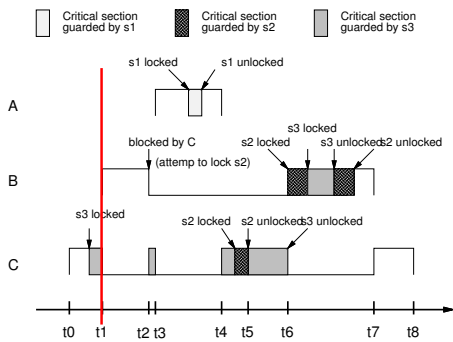 Critical section
guarded by s1
Critical section
guarded by s2
Critical section
guarded by s3
s1 locked
s1 unlocked
A
s3 locked
blocked by C
s2 locked
s3 unlocked
s2 unlocked
(attemp to lock s2)
B
s3 locked
s2 locked
s2 unlocked
s3 unlocked
C
t0
t1
t2
t3
t4
t5
t6
t7
t8